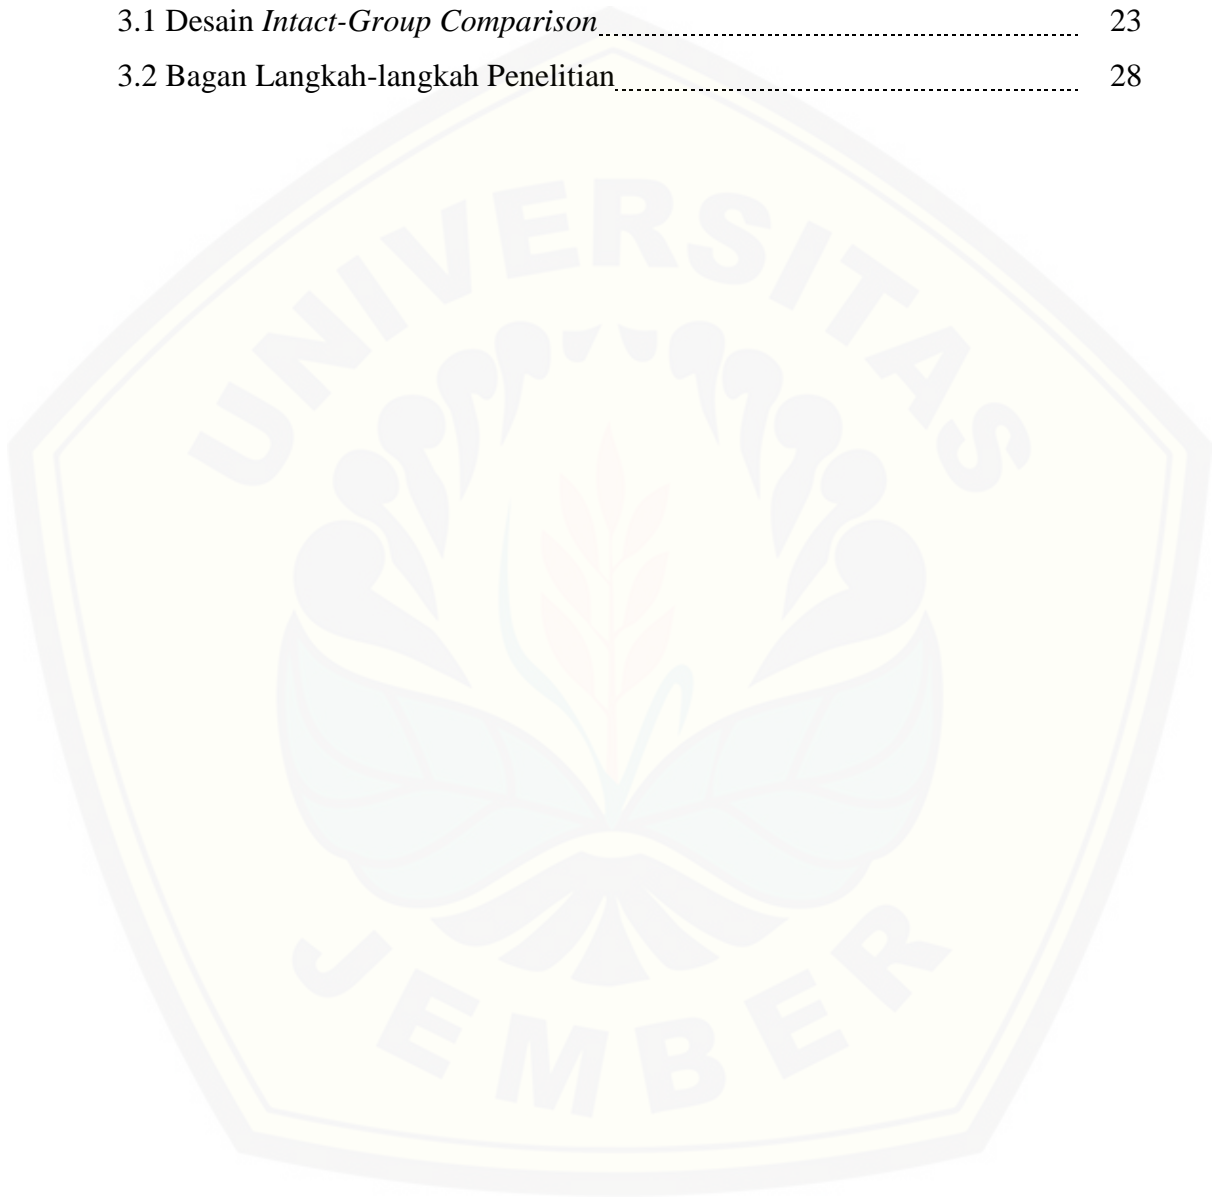 3.1 Desain Intact-Group Comparison 23
3.2 Bagan Langkah-langkah Penelitian 28
UNIVERSITAS
JEMBER